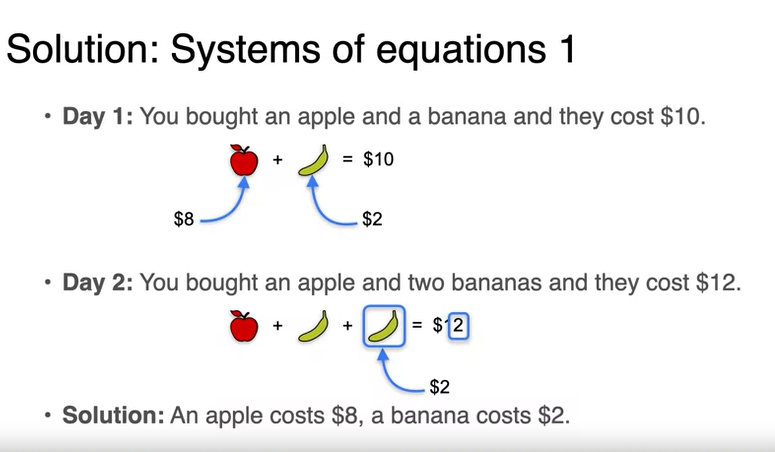 Solution: Systems of equations 1
• Day 1: You bought an apple and a banana and they cost $10.
+ = $10
$8 $2
• Day 2: You bought an apple and two bananas and they cost $12.
+ + = $12
$2
• Solution: An apple costs $8, a banana costs $2.